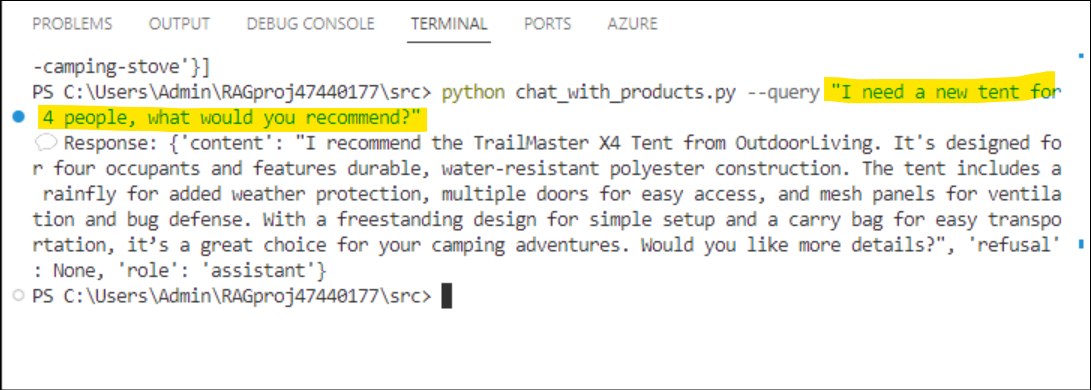 PROBLEMS OUTPUT DEBUG CONSOLE TERMINAL PORTS AZURE
-camping-stove'}]
PS C:\Users\Admin\RAGproj47440177\src> python chat_with_products.py --query "I need a new tent for
4 people, what would you recommend?"
Response: {'content': "I recommend the TrailMaster X4 Tent from OutdoorLiving. It's designed fo
r four occupants and features durable, water-resistant polyester construction. The tent includes a
rainfly for added weather protection, multiple doors for easy access, and mesh panels for ventila
tion and bug defense. With a freestanding design for simple setup and a carry bag for easy transpo
rtation, it’s a great choice for your camping adventures. Would you like more details?", 'refusal'
: None, 'role': 'assistant'}
PS C:\Users\Admin\RAGproj47440177\src>